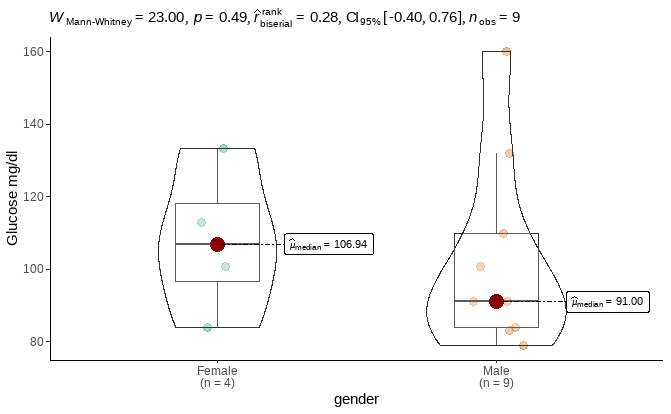 W Mann-Whitney = 23.00, p = 0.49, r̂ rank biserial = 0.28, CI95% [-0.40, 0.76], n obs = 9
Glucose mg/dl
160
140
120
100
80
μ̂median = 106.94
μ̂median = 91.00
Female
(n = 4)
Male
(n = 9)
gender